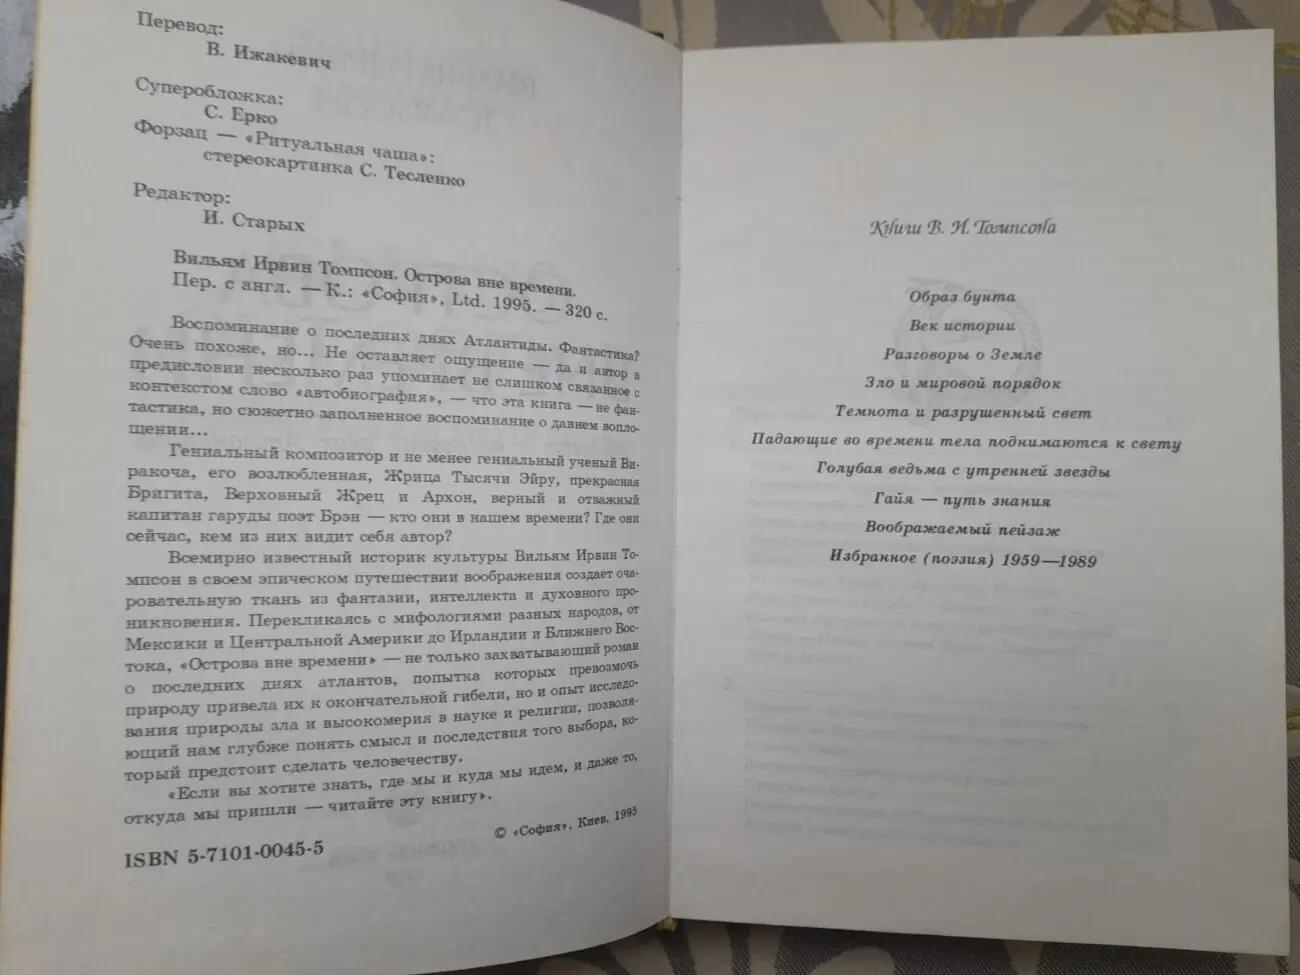 Перевод:
В. Ижакевич
Суперобложка:
С. Ерко
Форзац — «Ритуальная чаша»:
стереокартинка С. Тесленко
Редактор:
И. Старых
Вильям Ирвин Томпсон. Острова вне времени.
Пер. с англ. — К.: «София», Ltd. 1995. — 320 с.
Воспоминание о последних днях Атлантиды. Фантастика?
Очень похоже, но... Не оставляет ощущение — да и автор в
предисловии несколько раз упоминает не слишком связанное с
контекстом слово «автобиография», — что эта книга — не фан-
тастика, но сюжетно заполненное воспоминание о давнем вопло-
щении...
Гениальный композитор и не менее гениальный ученый Ви-
ракоча, его возлюбленная, Жрица Тысячи Эйру, прекрасная
Бригита, Верховный Жрец и Архон, верный и отважный
капитан гаруды поэт Брэн — кто они в нашем времени? Где они
сейчас, кем из них видит себя автор?
Всемирно известный историк культуры Вильям Ирвин То-
мпсон в своем эпическом путешествии воображения создает оча-
ровательную ткань из фантазии, интеллекта и духовного про-
никновения. Перекликаясь с мифологиями разных народов, от
Мексики и Центральной Америки до Ирландии и Ближнего Вос-
тока, «Острова вне времени» — не только захватывающий роман
о последних днях атлантов, попытка которых превозмочь
природу привела их к окончательной гибели, но и опыт исследо-
вания природы зла и высокомерия в науке и религии, позволя-
ющий нам глубже понять смысл и последствия того выбора, ко-
торый предстоит сделать человечеству.
«Если вы хотите знать, где мы и куда мы идем, и даже то,
откуда мы пришли — читайте эту книгу».
© «София», Киев, 1995
ISBN 5-7101-0045-5
Книги В. И. Томпсона
Образ бунта
Век истории
Разговоры о Земле
Зло и мировой порядок
Темнота и разрушенный свет
Падающие во времени тела поднимаются к свету
Голубая ведьма с утренней звезды
Гайя — путь знания
Воображаемый пейзаж
Избранное (поэзия) 1959—1989